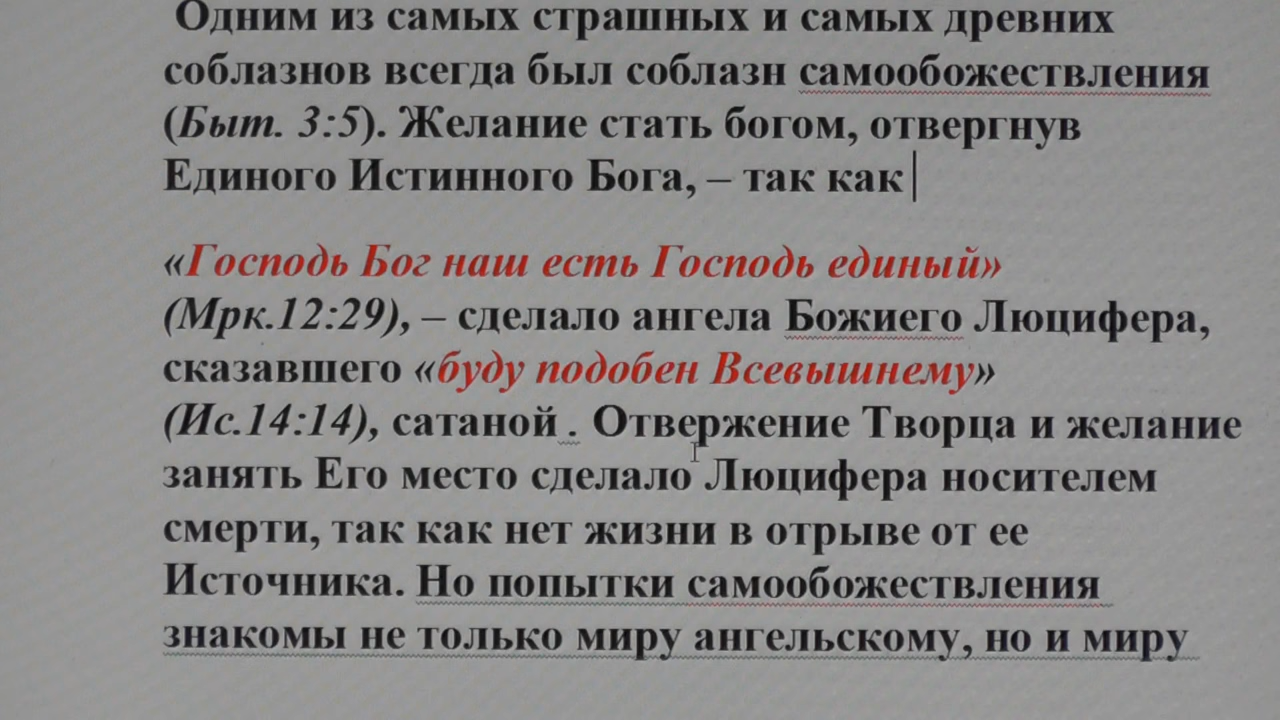 Одним из самых страшных и самых древних
соблазнов всегда был соблазн самообожествления
(Быт. 3:5). Желание стать богом, отвергнув
Единого Истинного Бога, – так как
«Господь Бог наш есть Господь единый»
(Мрк.12:29), – сделало ангела Божиего Люцифера,
сказавшего «буду подобен Всевышнему»
(Ис.14:14), сатаной . Отвержение Творца и желание
занять Его место сделало Люцифера носителем
смерти, так как нет жизни в отрыве от ее
Источника. Но попытки самообожествления
знакомы не только миру ангельскому, но и миру